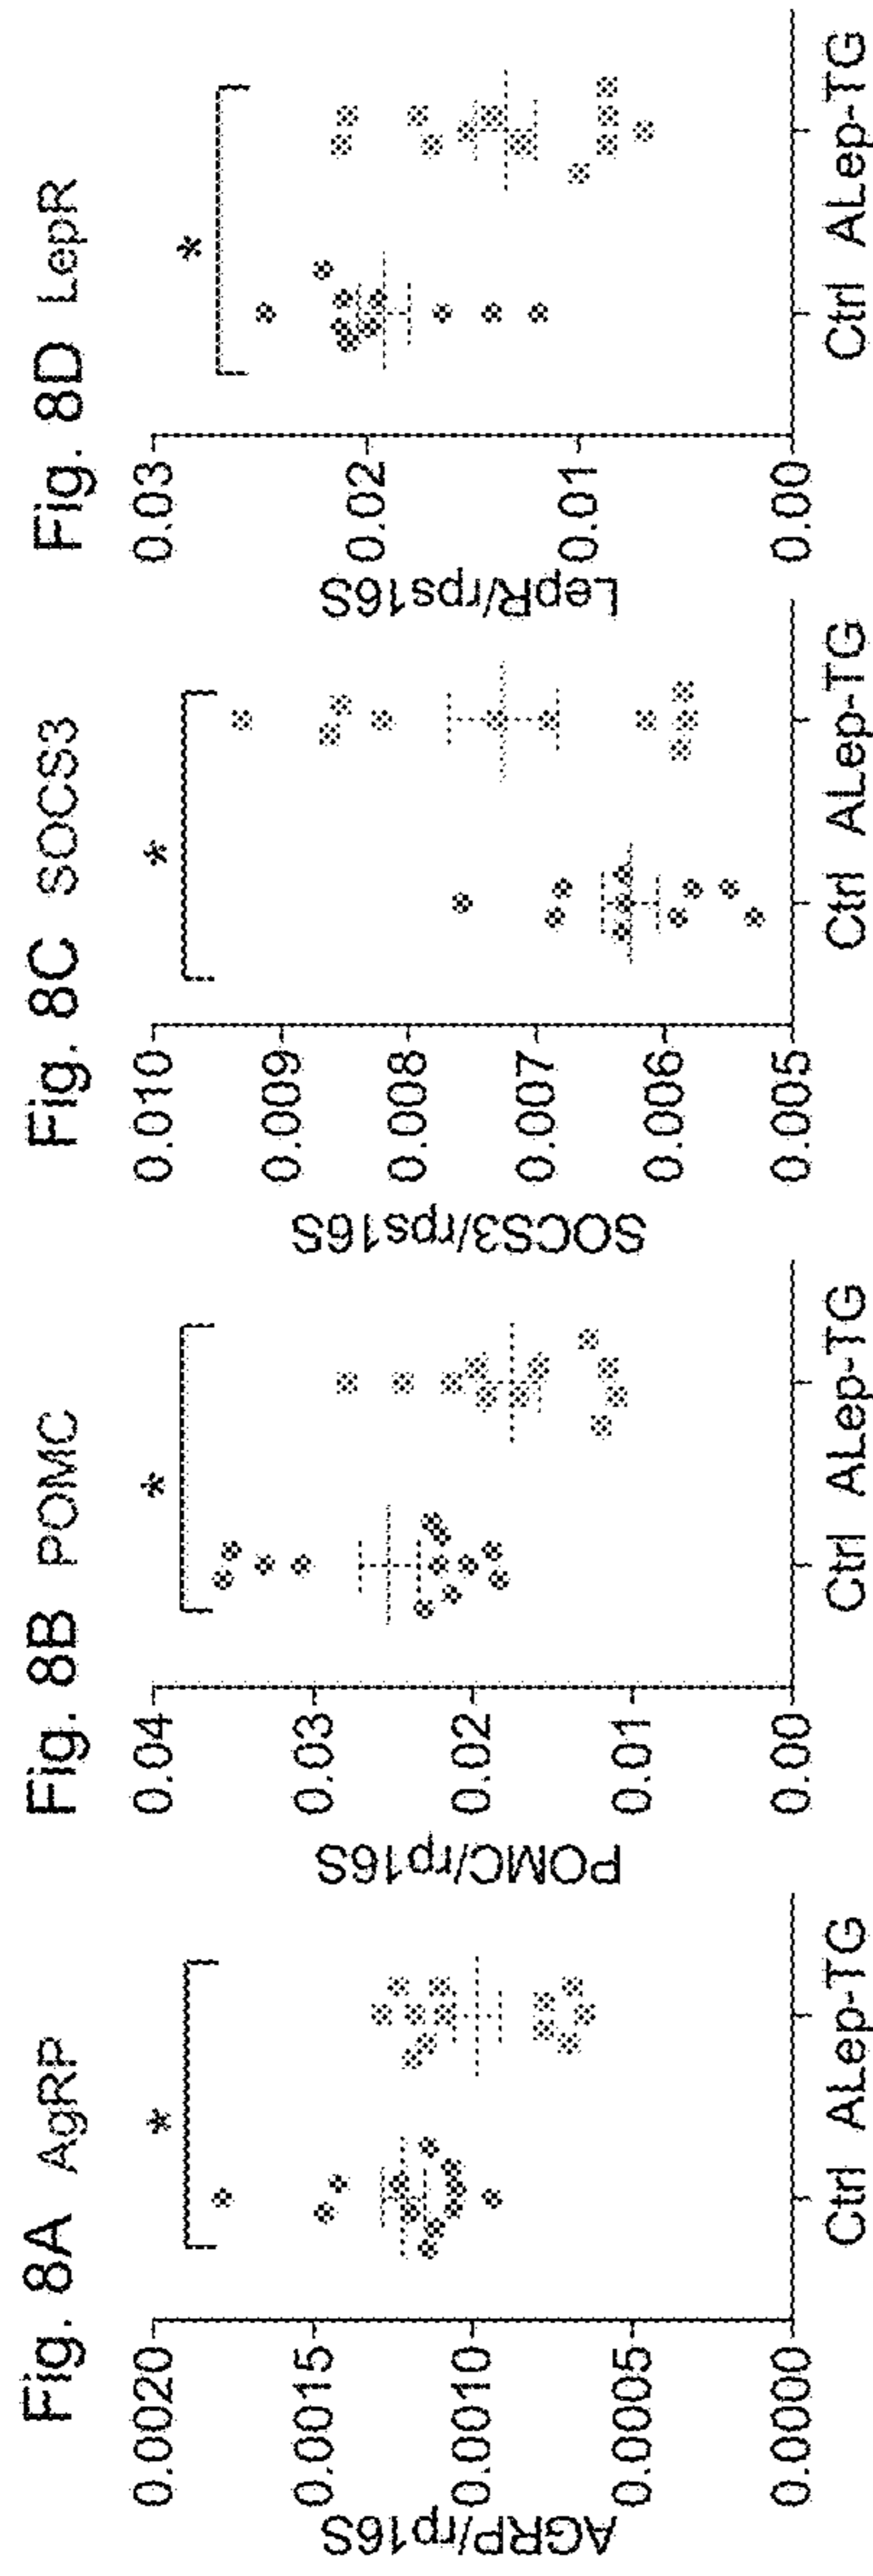 Fig. 8A AgRP
*
AGRP/rp16S
0.0020
0.0015
0.0010
0.0005
0.0000
Ctrl ALep-TG
Fig. 8B POMC
*
POMC/rp16S
0.04
0.03
0.02
0.01
0.00
Ctrl ALep-TG
Fig. 8C SOCS3
*
SOCS3/rps16S
0.010
0.009
0.008
0.007
0.006
0.005
Ctrl ALep-TG
Fig. 8D LepR
*
LepR/rps16S
0.03
0.02
0.01
0.00
Ctrl ALep-TG